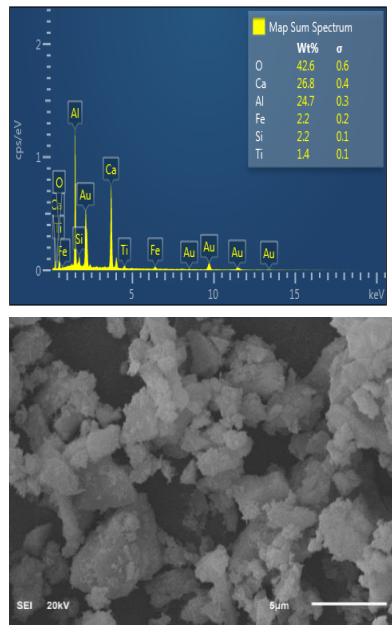 Map Sum Spectrum
Wt% σ
O 42.6 0.6
Ca 26.8 0.4
Al 24.7 0.3
Fe 2.2 0.2
Si 2.2 0.1
Ti 1.4 0.1
cps/eV
2
1
0
Al
Ca
O
Au
Si
Fe
Ti
Fe
Au
Au
Au
Au
5
10
15
keV
SEI 20kV 5µm